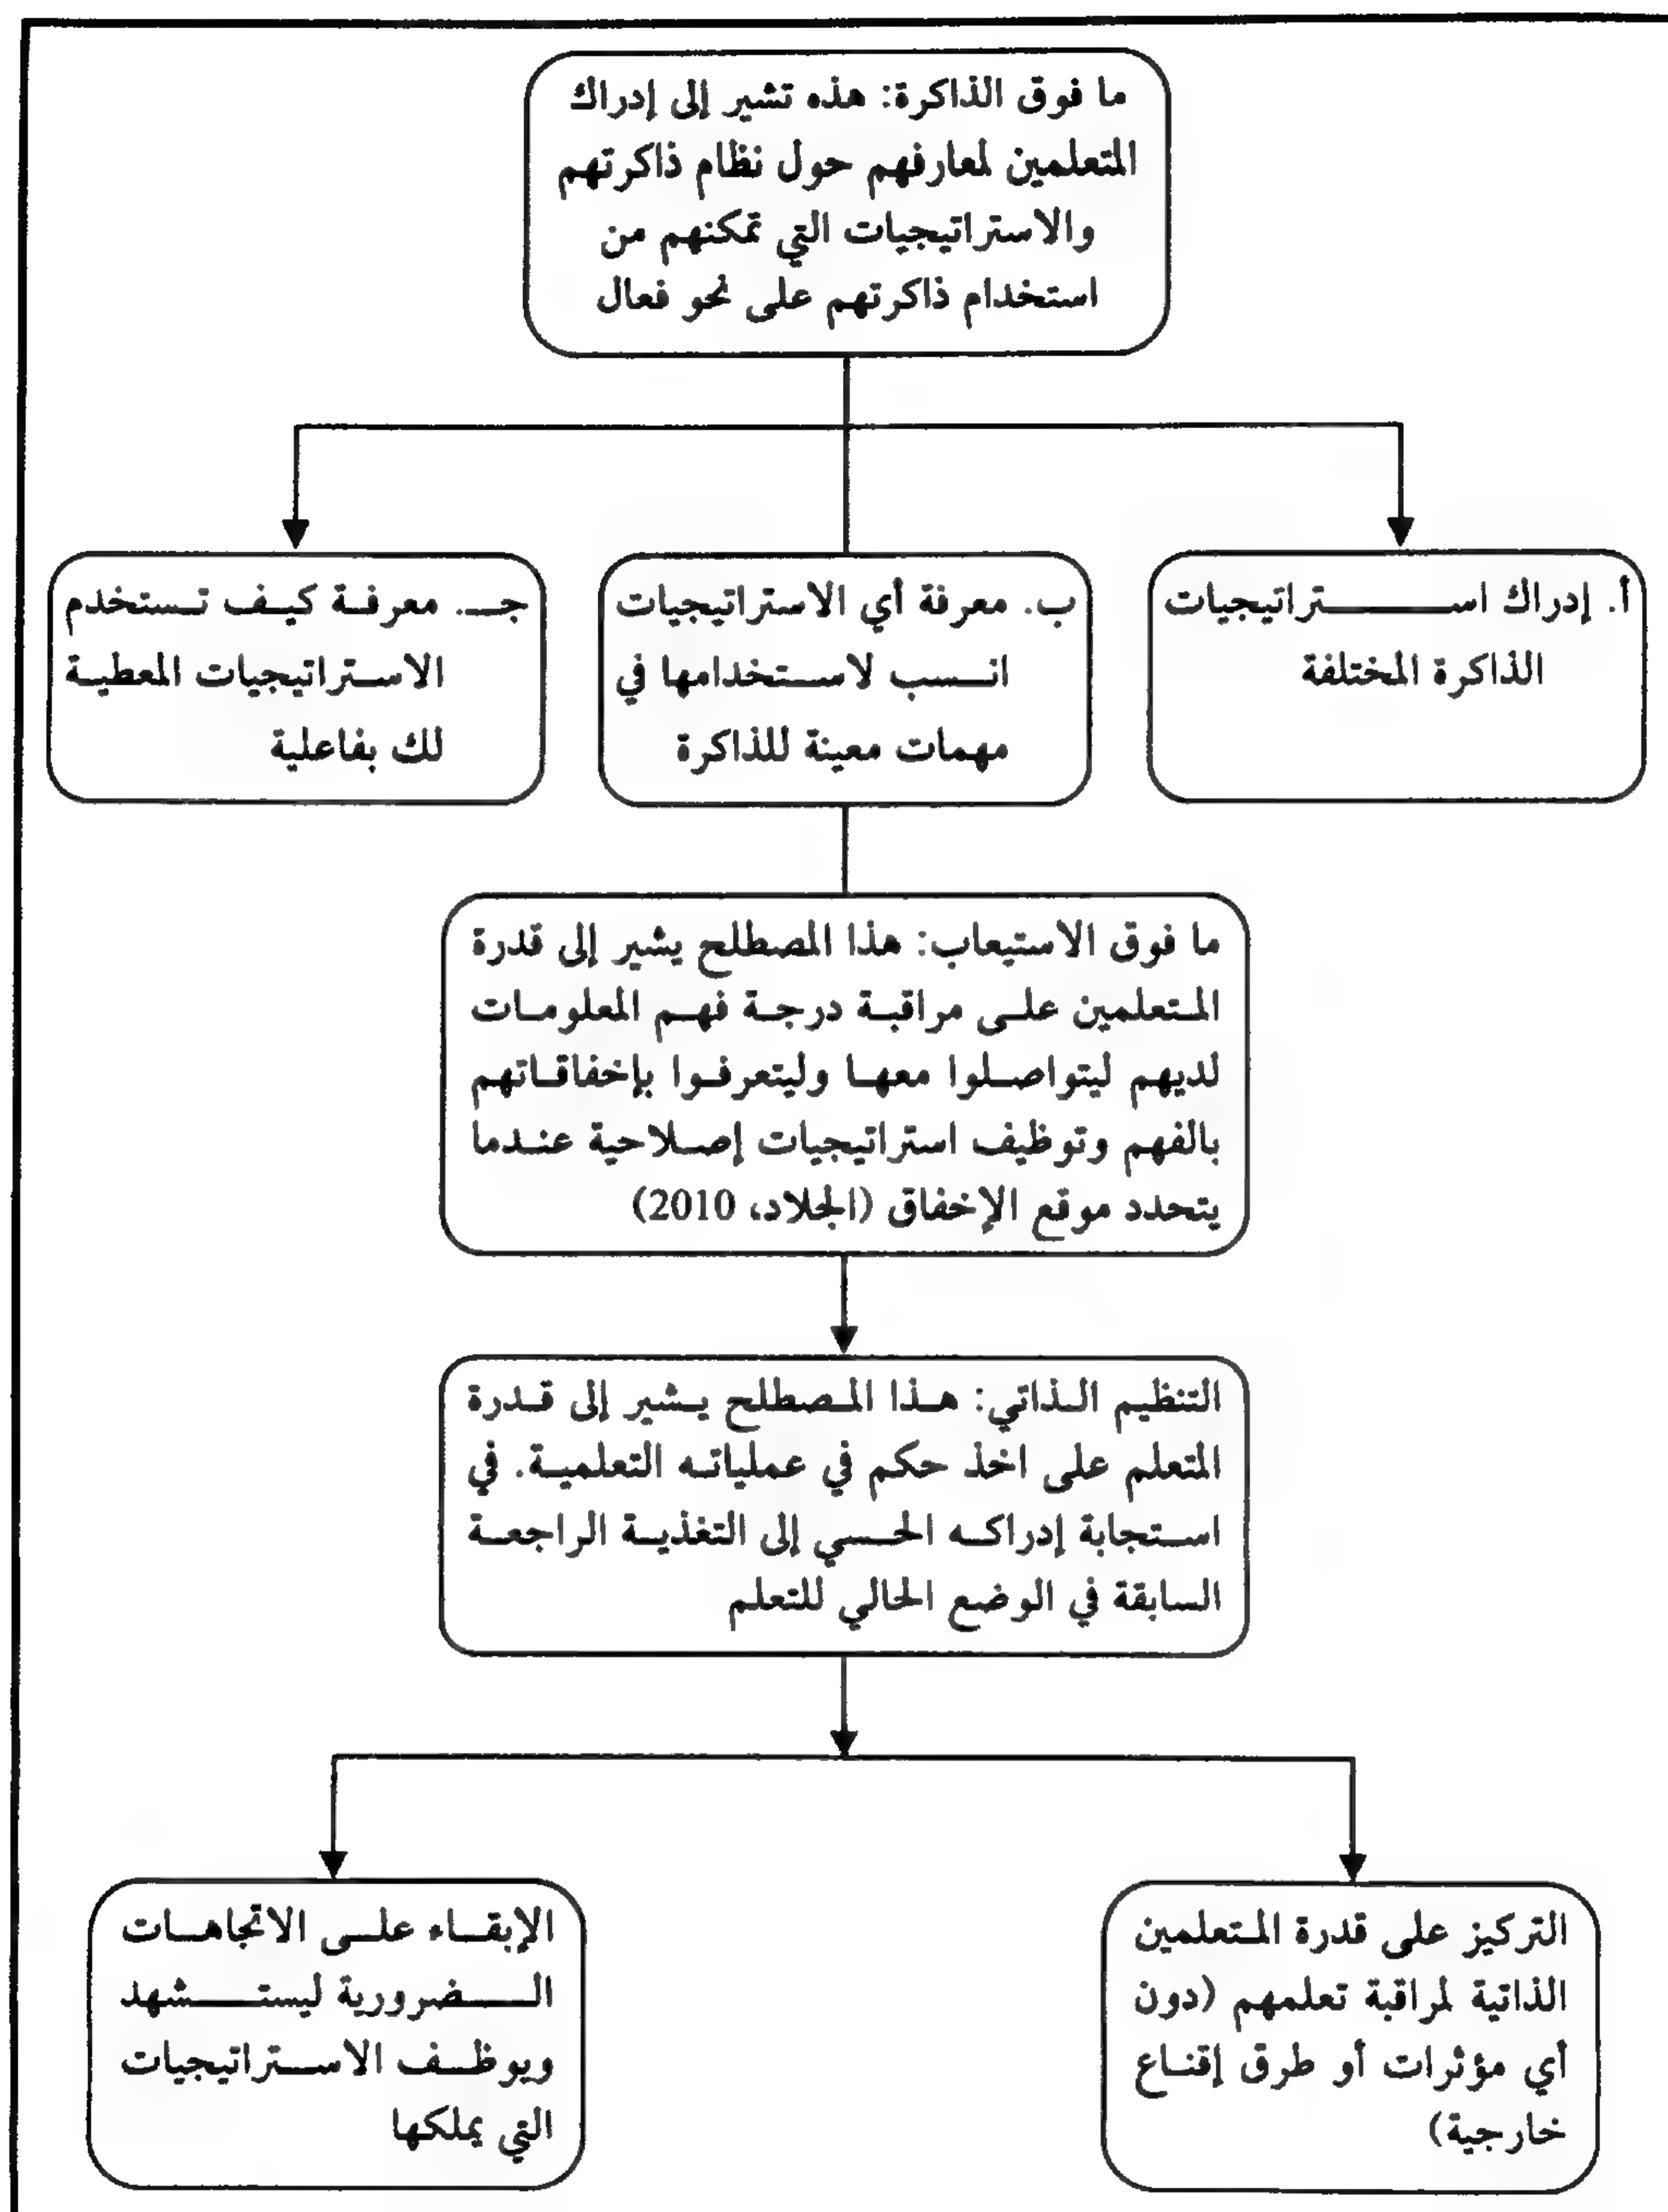 ما فوق الذاكرة: هذه تشير إلى إدراك
المتعلمين لمعارفهم حول نظام ذاكرتهم
والاستراتيجيات التي تمكنهم من
استخدام ذاكرتهم على نحو فعال
أ. إدراك استراتيجيات
الذاكرة المختلفة
ب. معرفة أي الاستراتيجيات
انسب لاستخدامها في
مهمات معينة للذاكرة
جـ. معرفة كيف تستخدم
الاستراتيجيات المعطية
لك بفاعلية
ما فوق الاستيعاب: هذا المصطلح يشير إلى قدرة
المتعلمين على مراقبة درجة فهم المعلومات
لديهم ليتواصلوا معها وليتعرفوا بإخفاقاتهم
بالفهم وتوظيف استراتيجيات إصلاحية عندما
يتحدد موقع الإخفاق (الجلاد، 2010)
التنظيم الذاتي: هذا المصطلح يشير إلى قدرة
المتعلم على اخذ حكم في عملياته التعلمية. في
استجابة إدراكه الحسي إلى التغذية الراجعة
السابقة في الوضع الحالي للتعلم
التركيز على قدرة المتعلمين
الذاتية لمراقبة تعلمهم (دون
أي مؤثرات أو طرق إقناع
خارجية)
الإبقاء على الاتجاهات
الضرورية ليستشهد
ويوظف الاستراتيجيات
التي يملكها